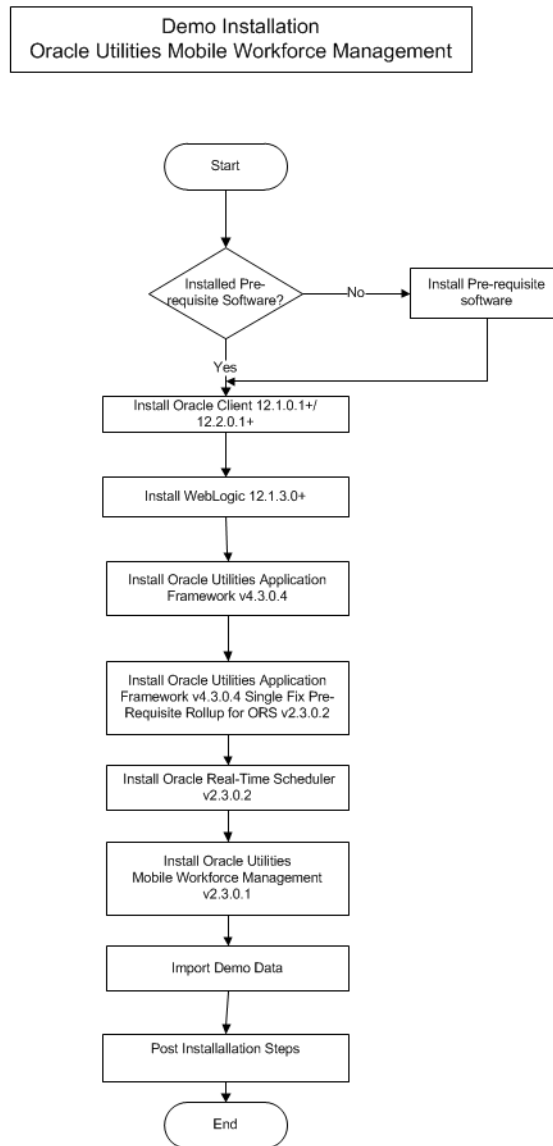 Demo Installation
Oracle Utilities Mobile Workforce Management
Start
Installed Pre-
requisite Software?
No
Install Pre-requisite
software
Yes
Install Oracle Client 12.1.0.1+/
12.2.0.1+
Install WebLogic 12.1.3.0+
Install Oracle Utilities Application
Framework v4.3.0.4
Install Oracle Utilities Application
Framework v4.3.0.4 Single Fix Pre-
Requisite Rollup for ORS v2.3.0.2
Install Oracle Real-Time Scheduler
v2.3.0.2
Install Oracle Utilities
Mobile Workforce Management
v2.3.0.1
Import Demo Data
Post Installallation Steps
End